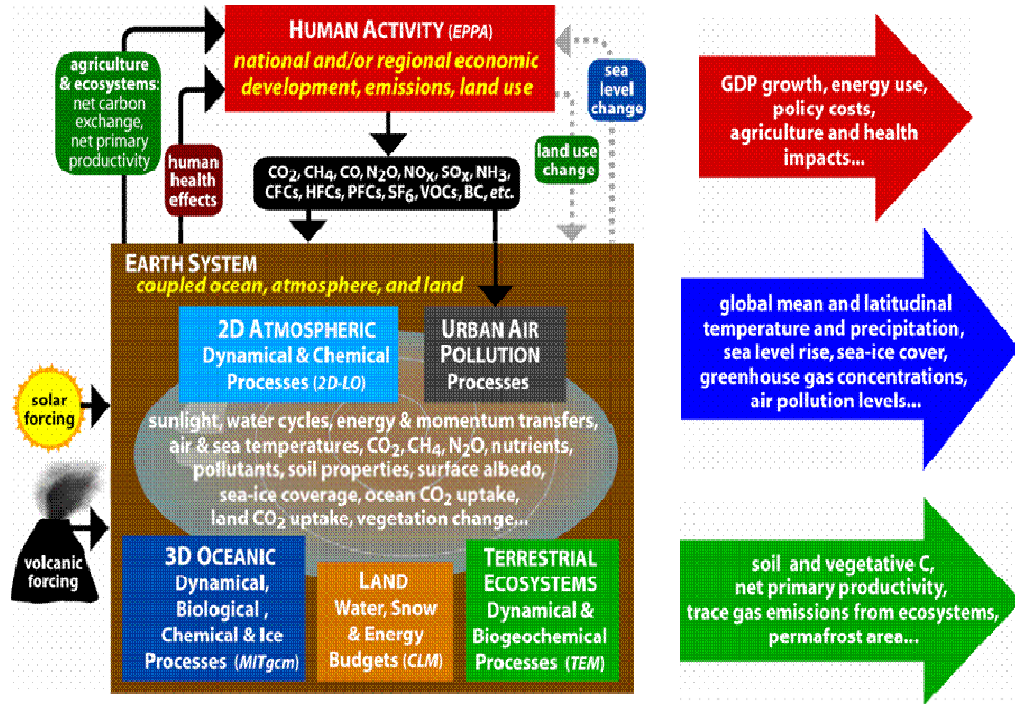 HUMAN ACTIVITY (EPPA)
national and/or regional economic
development, emissions, land use
agriculture
& ecosystems:
net carbon
exchange,
net primary
productivity
human
health
effects
sea
level
change
land use
change
CO2, CH4, CO, N2O, NOx, SOx, NH3,
CFCs, HFCs, PFCs, SF6, VOCs, BC, etc.
EARTH SYSTEM
coupled ocean, atmosphere, and land
2D ATMOSPHERIC
Dynamical & Chemical
Processes (2D-LO)
URBAN AIR
POLLUTION
Processes
solar
forcing
volcanic
forcing
sunlight, water cycles, energy & momentum transfers,
air & sea temperatures, CO2, CH4, N2O, nutrients,
pollutants, soil properties, surface albedo,
sea-ice coverage, ocean CO2 uptake,
land CO2 uptake, vegetation change...
3D OCEANIC
Dynamical,
Biological ,
Chemical & Ice
Processes (MITgcm)
LAND
Water, Snow
& Energy
Budgets (CLM)
TERRESTRIAL
ECOSYSTEMS
Dynamical &
Biogeochemical
Processes (TEM)
GDP growth, energy use,
policy costs,
agriculture and health
impacts...
global mean and latitudinal
temperature and precipitation,
sea level rise, sea-ice cover,
greenhouse gas concentrations,
air pollution levels...
soil and vegetative C,
net primary productivity,
trace gas emissions from ecosystems,
permafrost area...